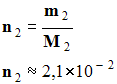 n₂ = m₂ / M₂
n₂ ≈ 2,1×10⁻²